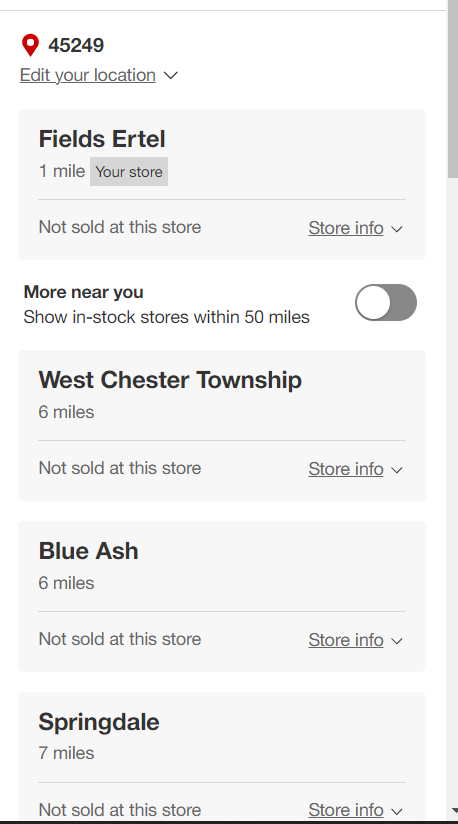 45249
Edit your location
Fields Ertel
1 mile Your store
Not sold at this store Store info
More near you
Show in-stock stores within 50 miles
West Chester Township
6 miles
Not sold at this store Store info
Blue Ash
6 miles
Not sold at this store Store info
Springdale
7 miles
Not sold at this store Store info